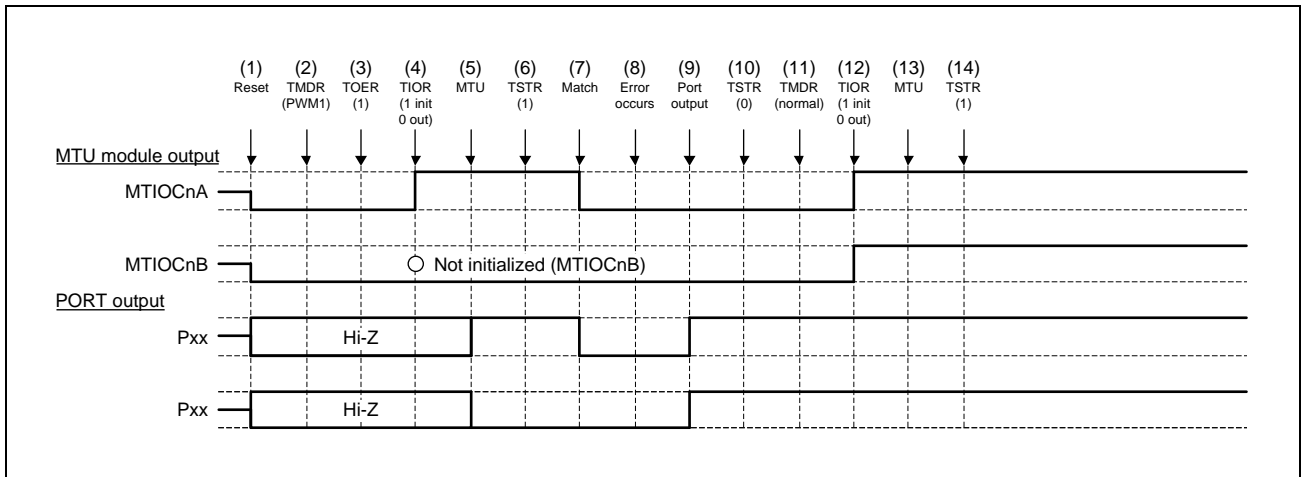 (1) (2) (3) (4) (5) (6) (7) (8) (9) (10) (11) (12) (13) (14)
Reset TMDR TOER TIOR MTU TSTR Match Error Port TSTR TMDR TIOR MTU TSTR
(PWM1) (1) (1 init (1) occurs output (0) (normal) (1 init (1)
0 out) 0 out)
MTU module output
MTIOCnA
MTIOCnB Not initialized (MTIOCnB)
PORT output
Pxx Hi-Z
Pxx Hi-Z